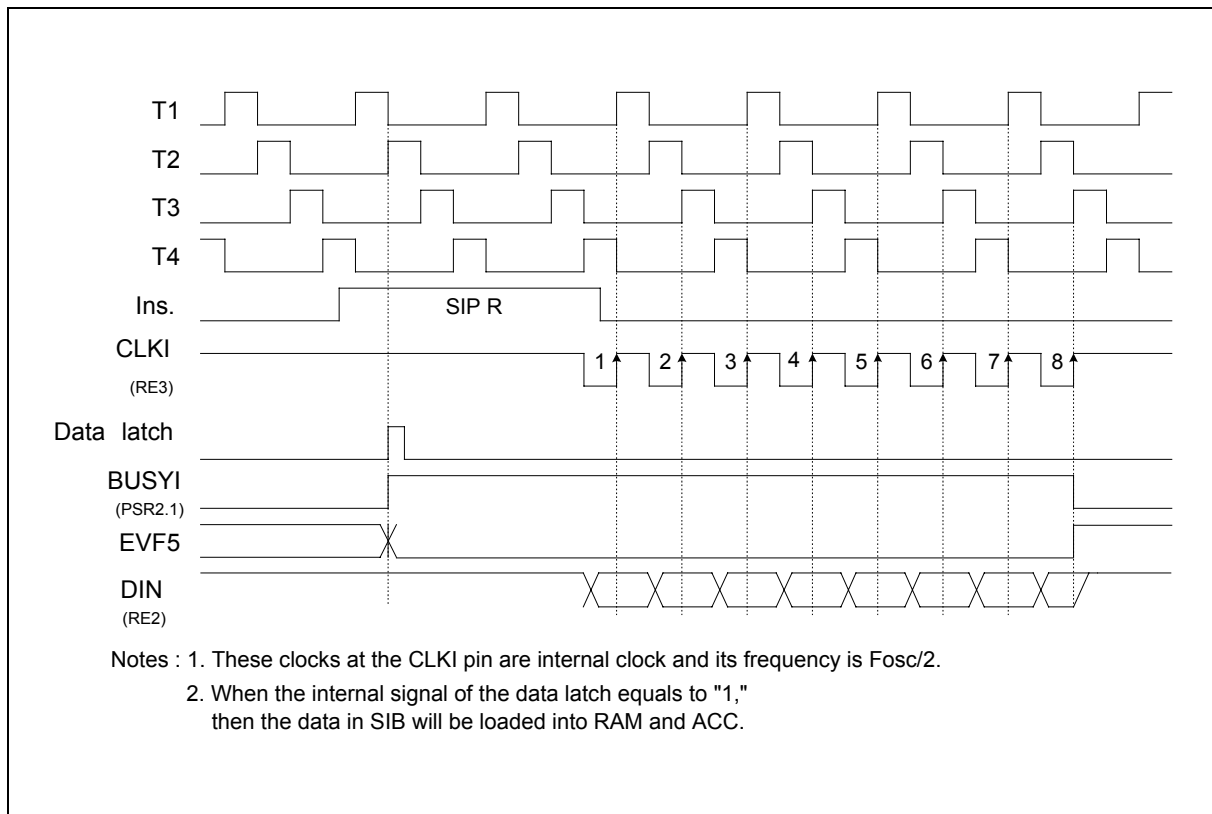 T1
T2
T3
T4
Ins. SIP R
CLKI 1 2 3 4 5 6 7 8
(RE3)
Data latch
BUSYI
(PSR2.1)
EVF5
DIN
(RE2)
Notes : 1. These clocks at the CLKI pin are internal clock and its frequency is Fosc/2.
2. When the internal signal of the data latch equals to "1,"
then the data in SIB will be loaded into RAM and ACC.